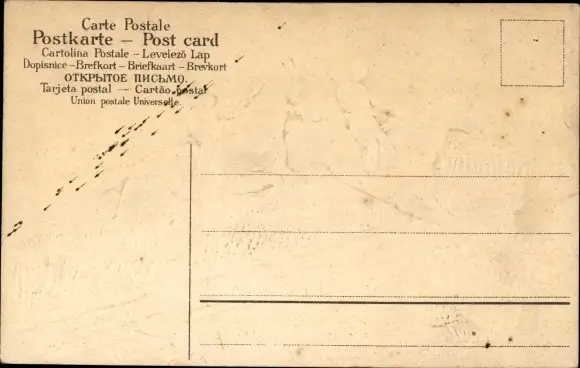 Carte Postale
Postkarte — Post card
Cartolina Postale – Levelező Lap
Dopisnice – Brefkort – Briefkaart – Brevkort
ОТКРЫТОЕ ПИСЬМО.
Tarjeta postal — Cartão postal
Union postale Universelle.